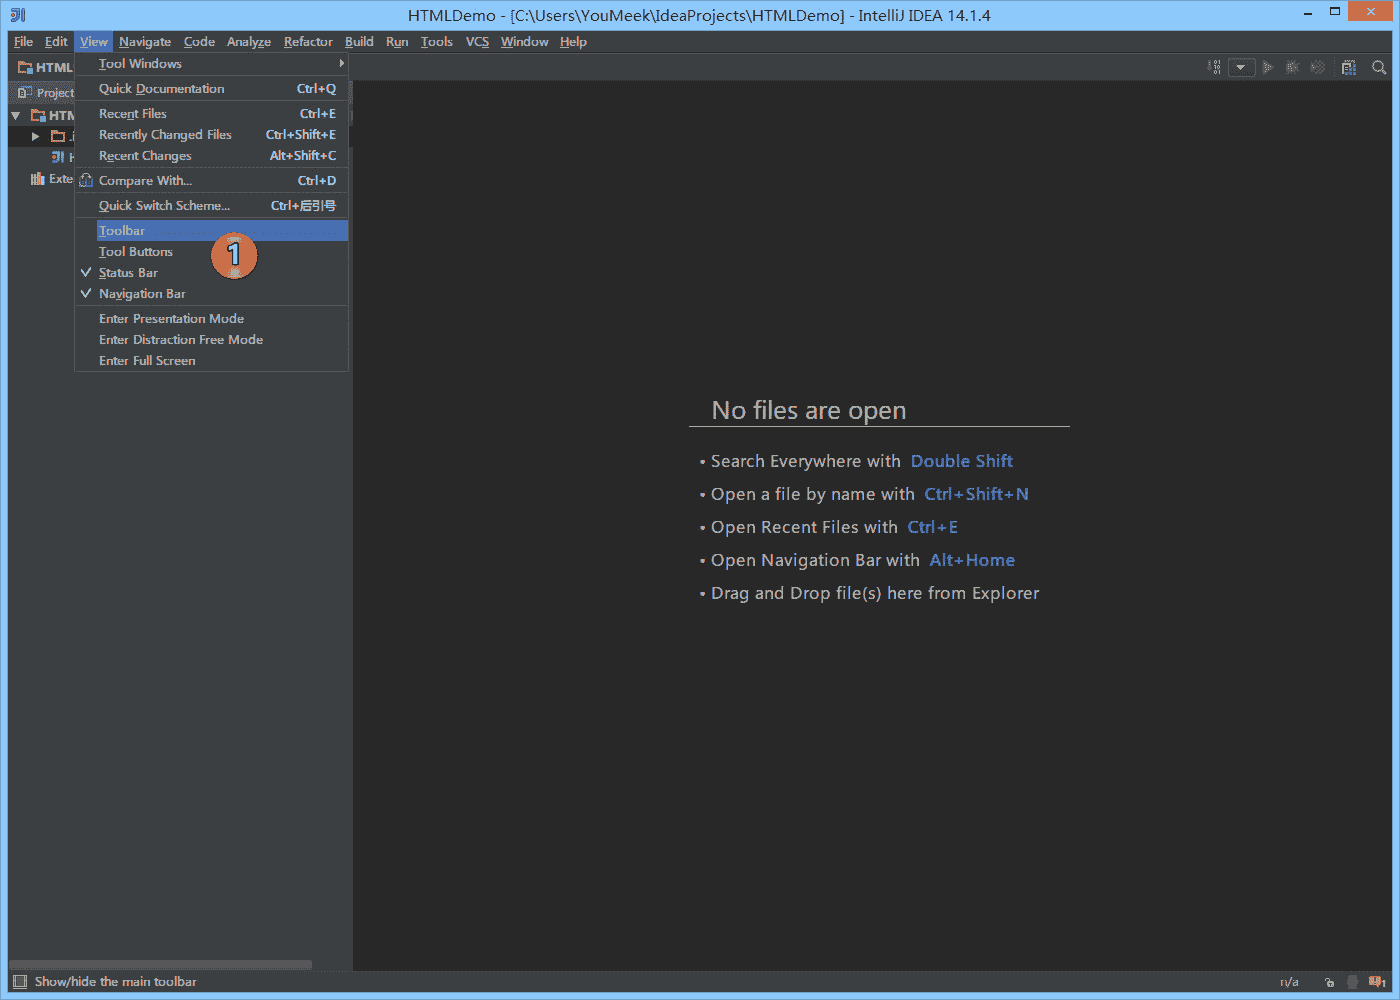 HTMLDemo - [C:\Users\YouMeek\IdeaProjects\HTMLDemo] - IntelliJ IDEA 14.1.4
File Edit View Navigate Code Analyze Refactor Build Run Tools VCS Window Help
HTML
Project
HTM
.i
H
Exte
Tool Windows
Quick Documentation Ctrl+Q
Recent Files Ctrl+E
Recently Changed Files Ctrl+Shift+E
Recent Changes Alt+Shift+C
Compare With... Ctrl+D
Quick Switch Scheme... Ctrl+后引号
Toolbar
Tool Buttons
1
Status Bar
Navigation Bar
Enter Presentation Mode
Enter Distraction Free Mode
Enter Full Screen
No files are open
• Search Everywhere with Double Shift
• Open a file by name with Ctrl+Shift+N
• Open Recent Files with Ctrl+E
• Open Navigation Bar with Alt+Home
• Drag and Drop file(s) here from Explorer
Show/hide the main toolbar
n/a
1